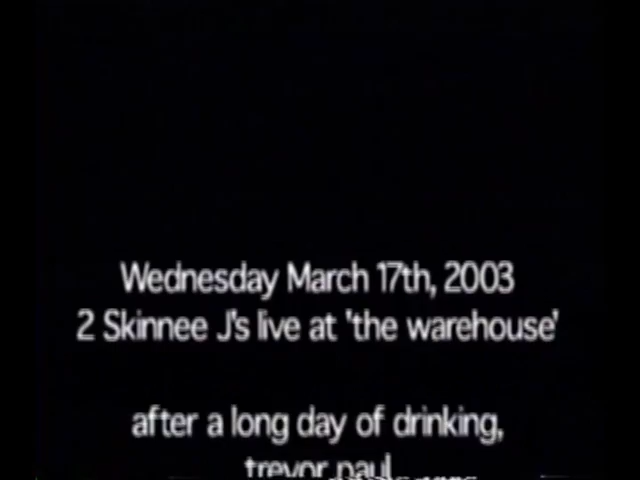 Wednesday March 17th, 2003
2 Skinnee J's live at 'the warehouse'
after a long day of drinking,
trevor paul